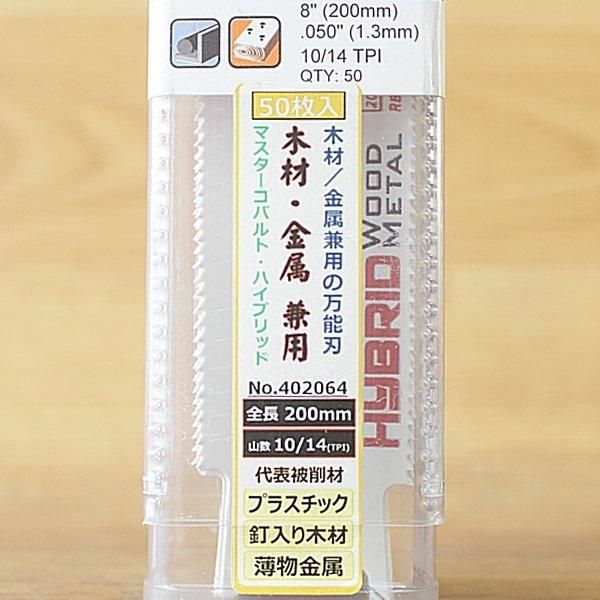 8" (200mm)
.050" (1.3mm)
10/14 TPI
QTY: 50
50枚入
木材/金属兼用の万能刃
木材・金属 兼用
マスターコバルト・ハイブリッド
No.402064
全長 200mm
山数 10/14(TPI)
代表被削材
プラスチック
釘入り木材
薄物金属
HYBRID
WOOD
METAL